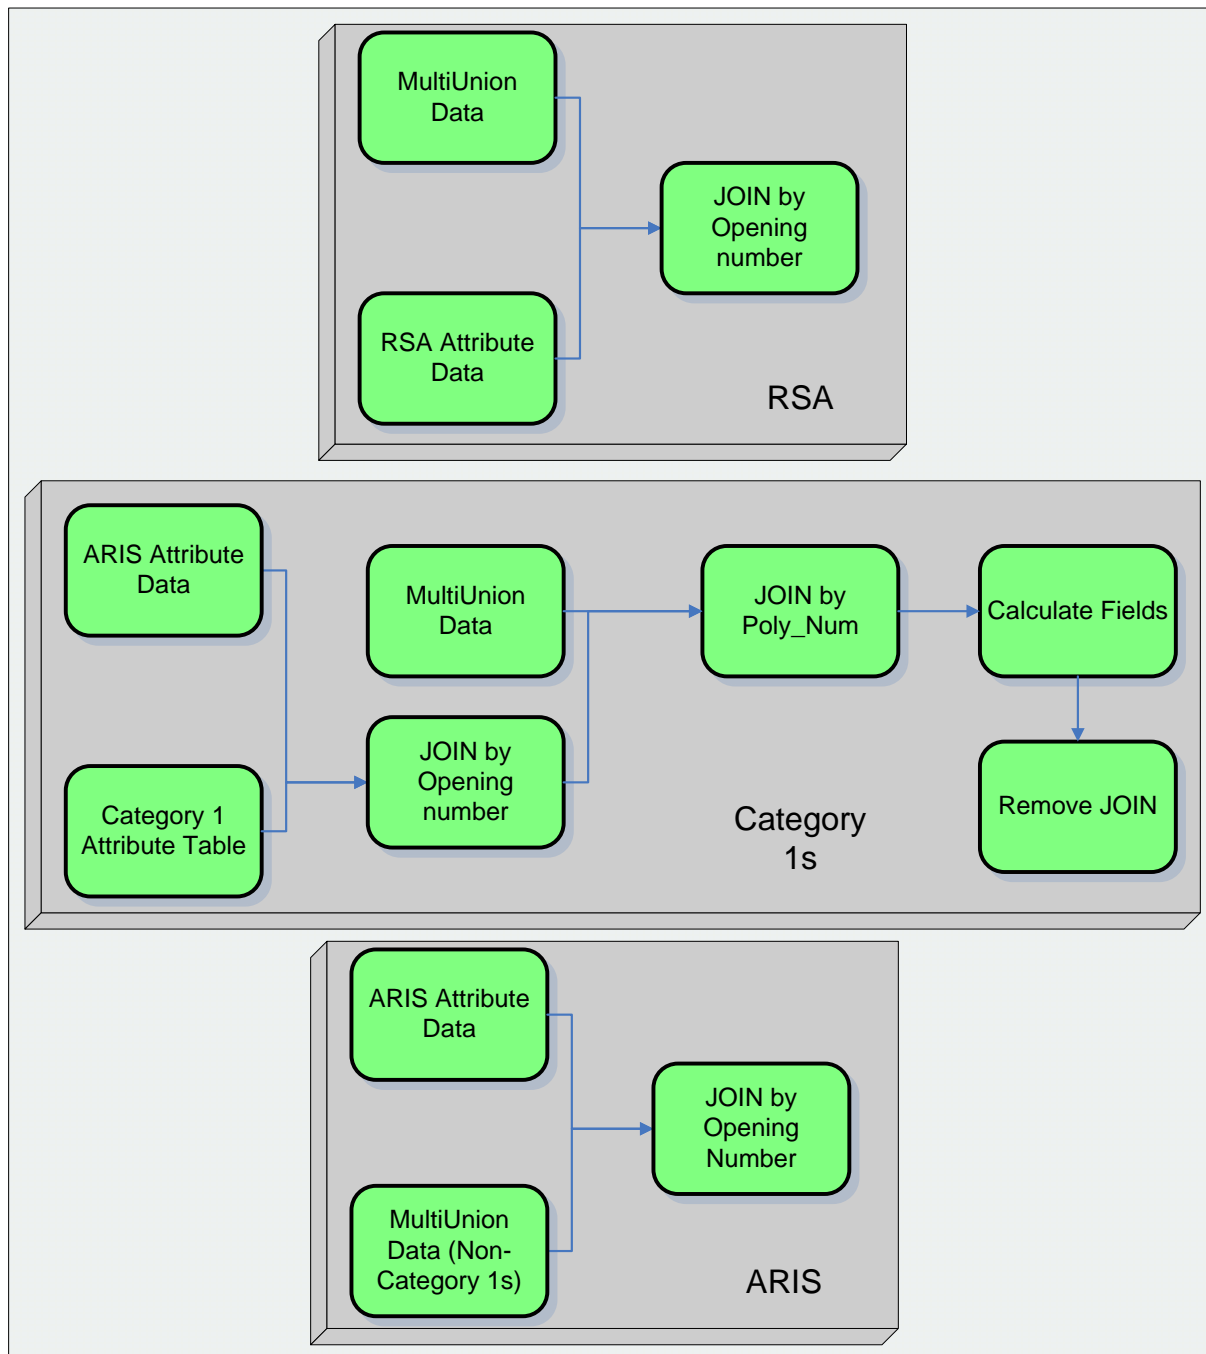 MultiUnion
Data
JOIN by
Opening
number
RSA Attribute
Data
RSA
ARIS Attribute
Data
MultiUnion
Data
JOIN by
Poly_Num
Calculate Fields
Category 1
Attribute Table
JOIN by
Opening
number
Remove JOIN
Category
1s
ARIS Attribute
Data
JOIN by
Opening
Number
MultiUnion
Data (Non-
Category 1s)
ARIS